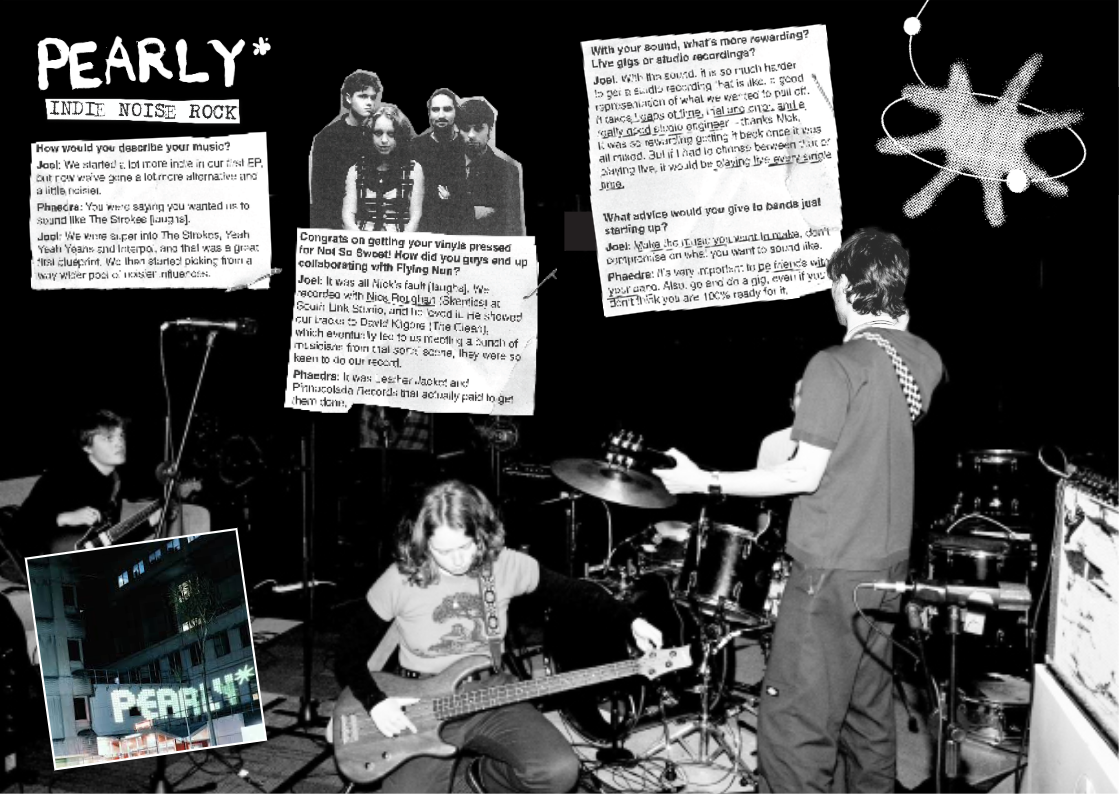 PEARLY*
INDIE NOISE ROCK
How would you describe your music?
Joel: We started a lot more indie in our first EP,
but now we've gone a lot more alternative and
a little noisier.
Phaedra: You were saying you wanted us to
sound like The Strokes [laughs].
Joel: We were super into The Strokes, Yeah
Yeah Yeahs and Interpol, and that was a great
first blueprint. We then started picking from a
way wider pool of noisier influences.
Congrats on getting your vinyls pressed
for Not So Sweet! How did you guys end up
collaborating with Flying Nun?
Joel: It was all Nick's fault [laughs]. We
recorded with Nick Roughan (Skeptics) at
South Link Studio, and he loved it. He showed
our tracks to David Kilgore (The Clean),
which eventually led to us meeting a bunch of
musicians from that sonic scene, they were so
keen to do our record.
Phaedra: It was Leather Jacket and
Pinnacolada Records that actually paid to get
them done.
With your sound, what's more rewarding?
Live gigs or studio recordings?
Joel: With the sound, it is so much harder
to get a studio recording that is like, a good
representation of what we wanted to pull off.
It takes leaps of time, trial and error, and a
really good studio engineer - thanks Nick.
It was so rewarding getting it back once it was
all mixed. But if I had to choose between that or
playing live, it would be playing live every single
time.
What advice would you give to bands just
starting up?
Joel: Make the music you want to make, don't
compromise on what you want to sound like.
Phaedra: It's very important to be friends with
your band. Also, go and do a gig, even if you
don't think you are 100% ready for it.
PEARLY*